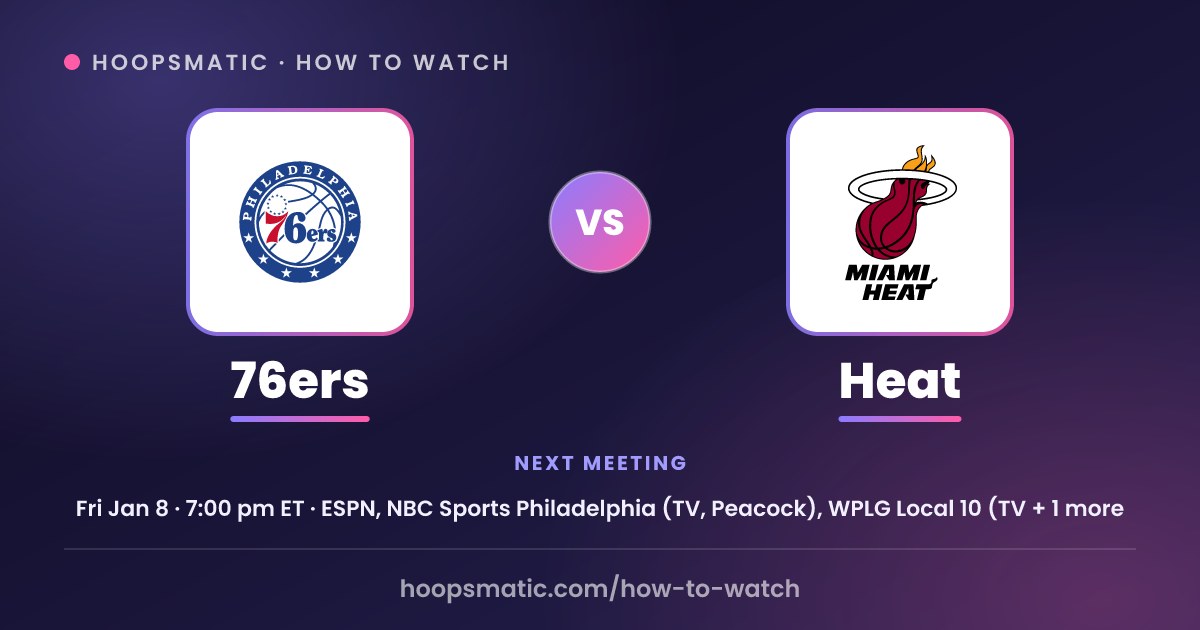 HOOPSMATIC · HOW TO WATCH
PHILADELPHIA
76ers
VS
MIAMI
HEAT
76ers
Heat
NEXT MEETING
Fri Jan 8 · 7:00 pm ET · ESPN, NBC Sports Philadelphia (TV, Peacock), WPLG Local 10 (TV + 1 more
hoopsmatic.com/how-to-watch